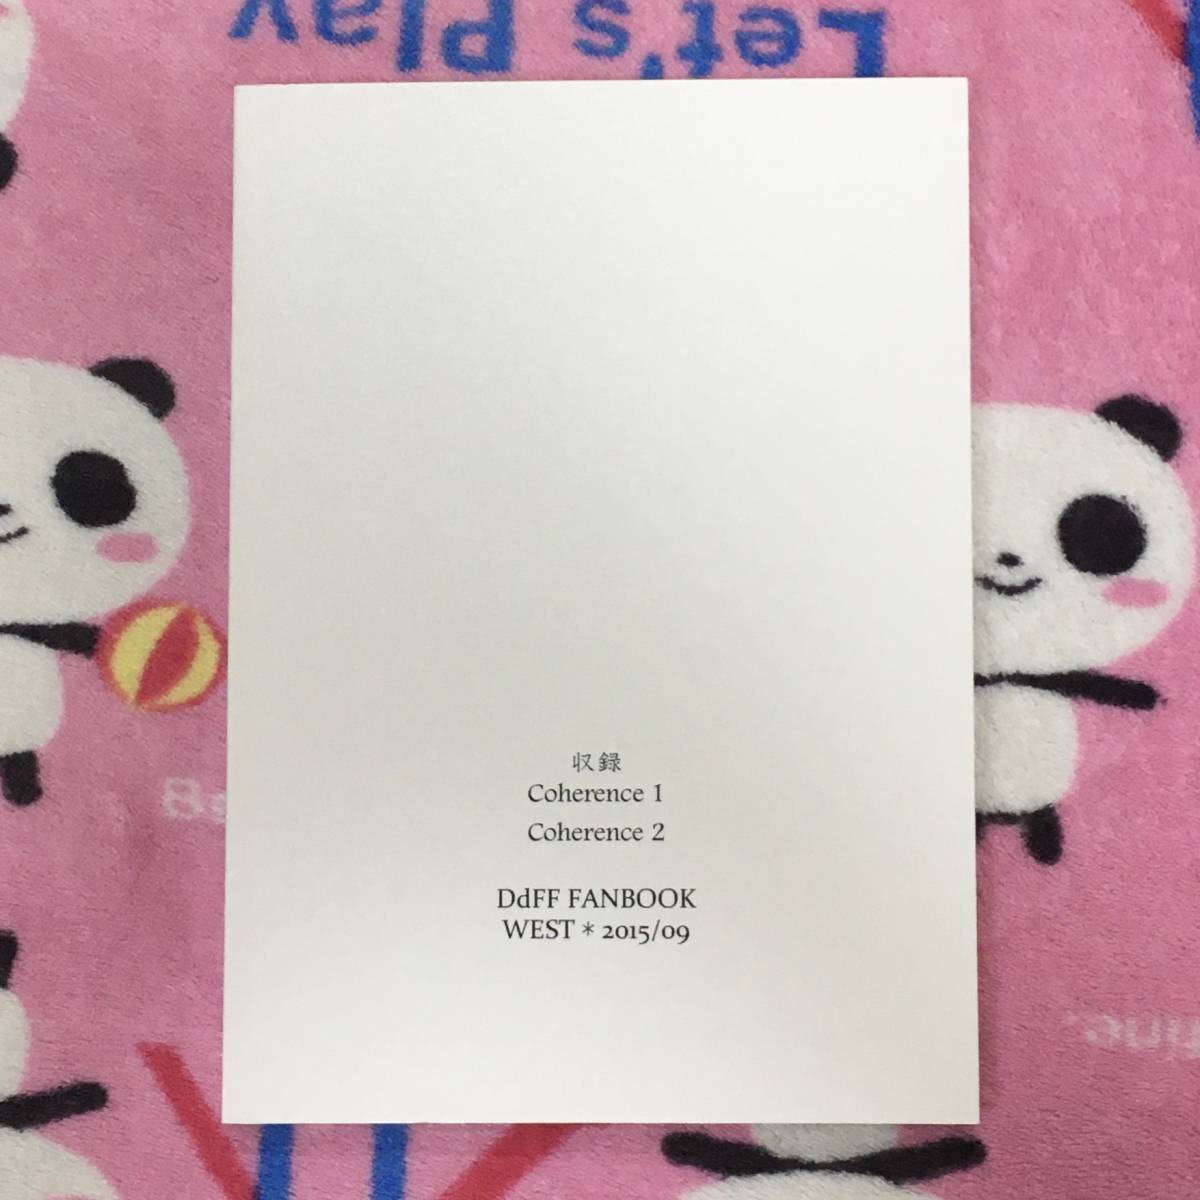 Let's Play
収録
Coherence 1
Coherence 2
DdFF FANBOOK
WEST * 2015/09